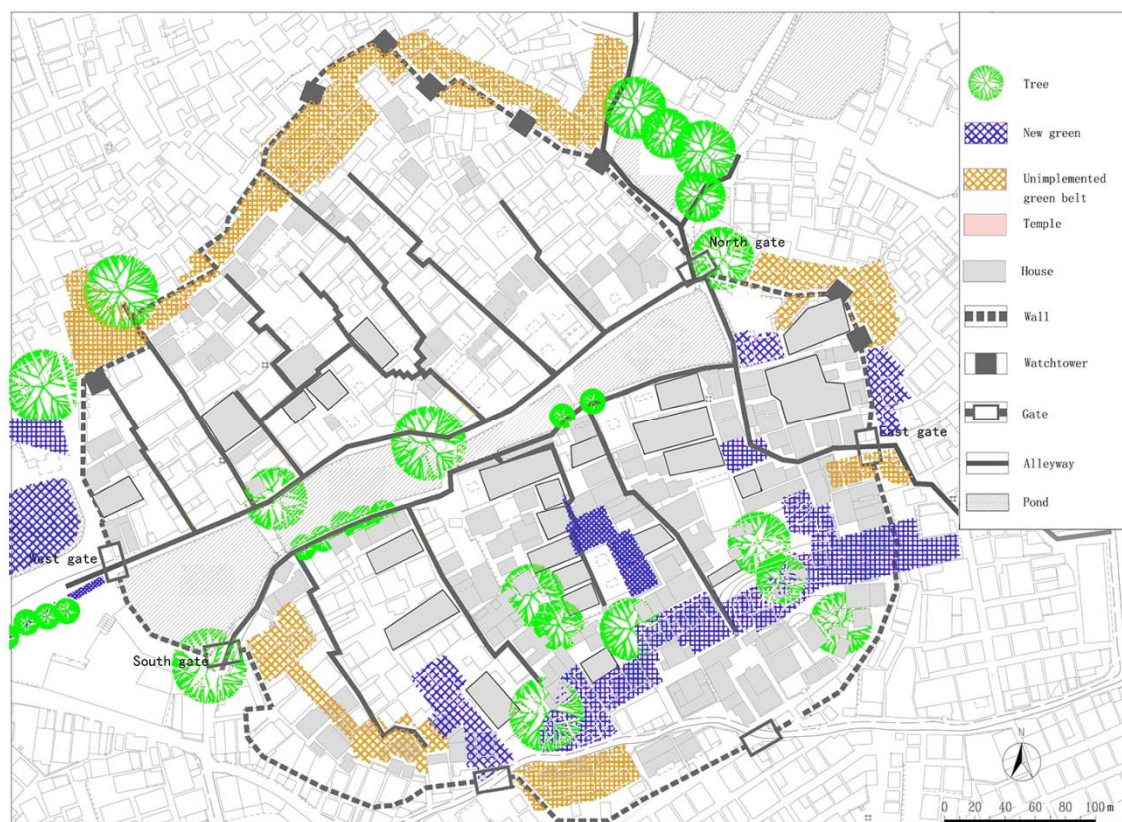 Tree
New green
Unimplemented
green belt
Temple
House
Wall
Watchtower
Gate
Alleyway
Pond
North gate
East gate
West gate
South gate
N
0 20 40 60 80 100 m